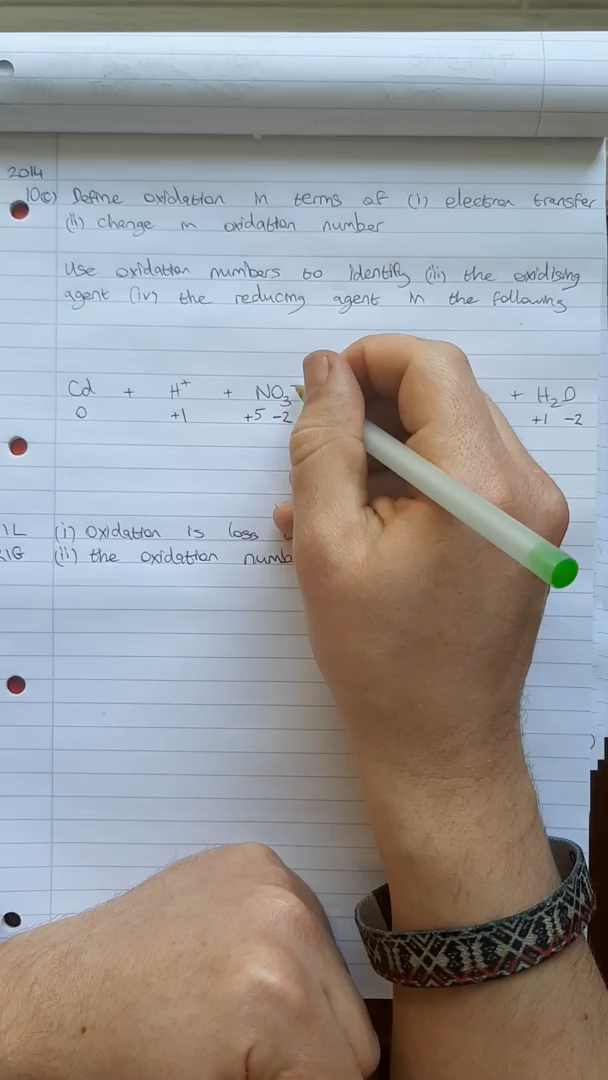 2014
10(c) Define oxidation in terms of (i) electron transfer
(ii) change in oxidation number
Use oxidation numbers to identify (iii) the oxidising
agent (iv) the reducing agent in the following
Cd + H⁺ + NO₃⁻ + H₂O
0 +1 +5 -2 +1 -2
(i) Oxidation is loss
(ii) the oxidation